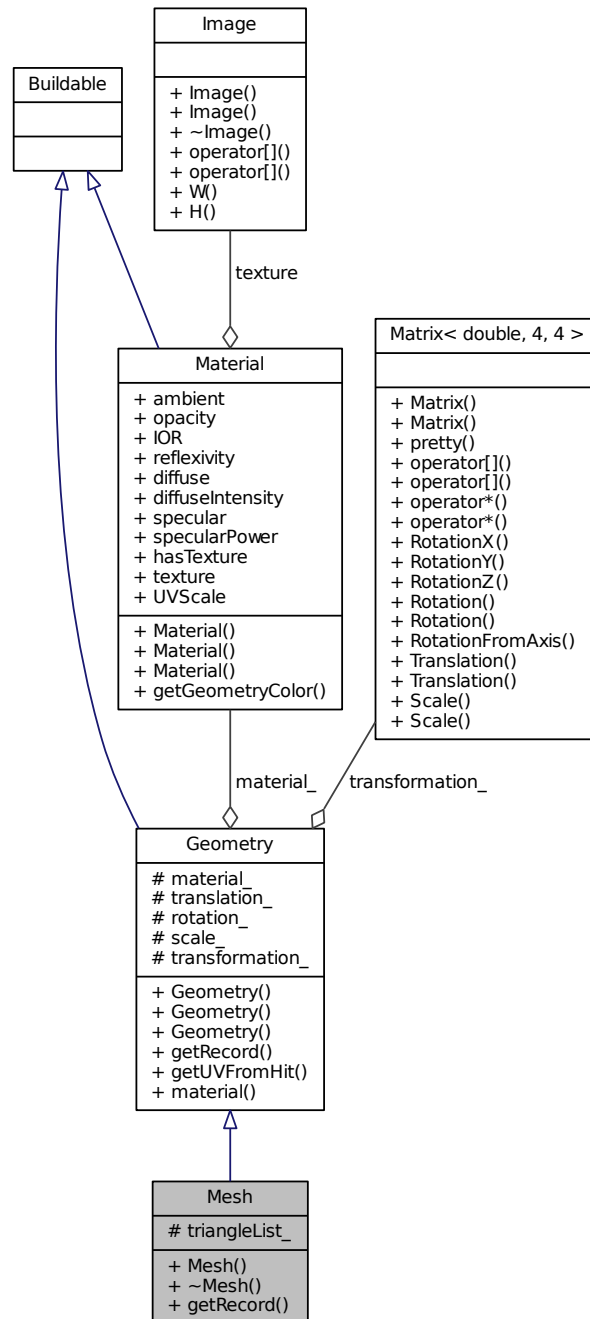 Image
+ Image()
+ Image()
+ ~Image()
+ operator[]()
+ operator[]()
+ W()
+ H()
Buildable
texture
Material
+ ambient
+ opacity
+ IOR
+ reflexivity
+ diffuse
+ diffuseIntensity
+ specular
+ specularPower
+ hasTexture
+ texture
+ UVScale
+ Material()
+ Material()
+ Material()
+ getGeometryColor()
Matrix< double, 4, 4 >
+ Matrix()
+ Matrix()
+ pretty()
+ operator[]()
+ operator[]()
+ operator*()
+ operator*()
+ RotationX()
+ RotationY()
+ RotationZ()
+ Rotation()
+ Rotation()
+ RotationFromAxis()
+ Translation()
+ Translation()
+ Scale()
+ Scale()
material_
transformation_
Geometry
# material_
# translation_
# rotation_
# scale_
# transformation_
+ Geometry()
+ Geometry()
+ Geometry()
+ getRecord()
+ getUVFromHit()
+ material()
Mesh
# triangleList_
+ Mesh()
+ ~Mesh()
+ getRecord()